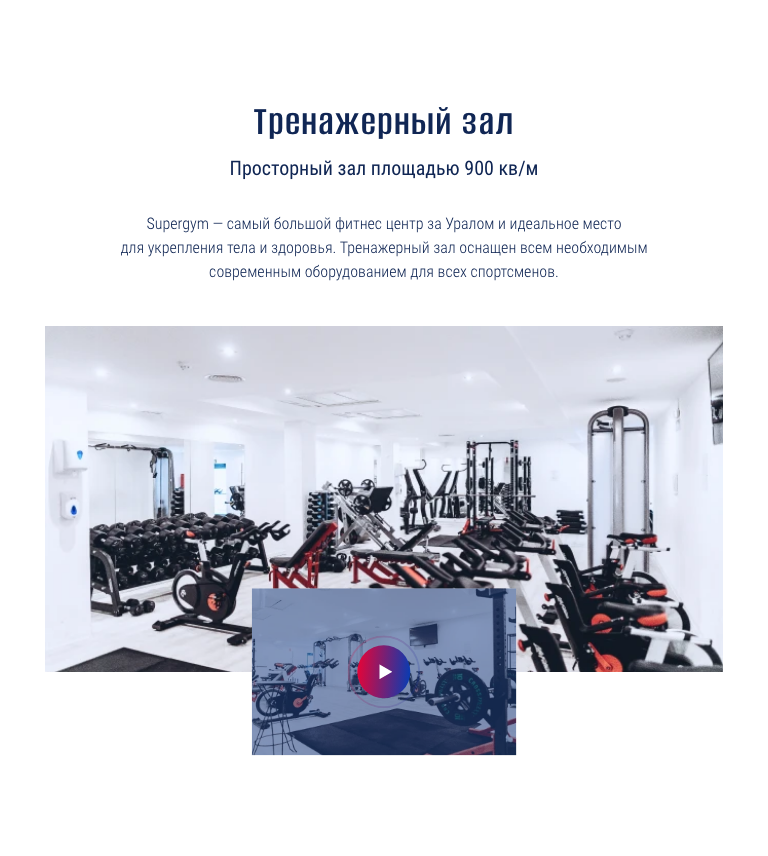 Тренажерный зал
Просторный зал площадью 900 кв/м
Supergym — самый большой фитнес центр за Уралом и идеальное место
для укрепления тела и здоровья. Тренажерный зал оснащен всем необходимым
современным оборудованием для всех спортсменов.